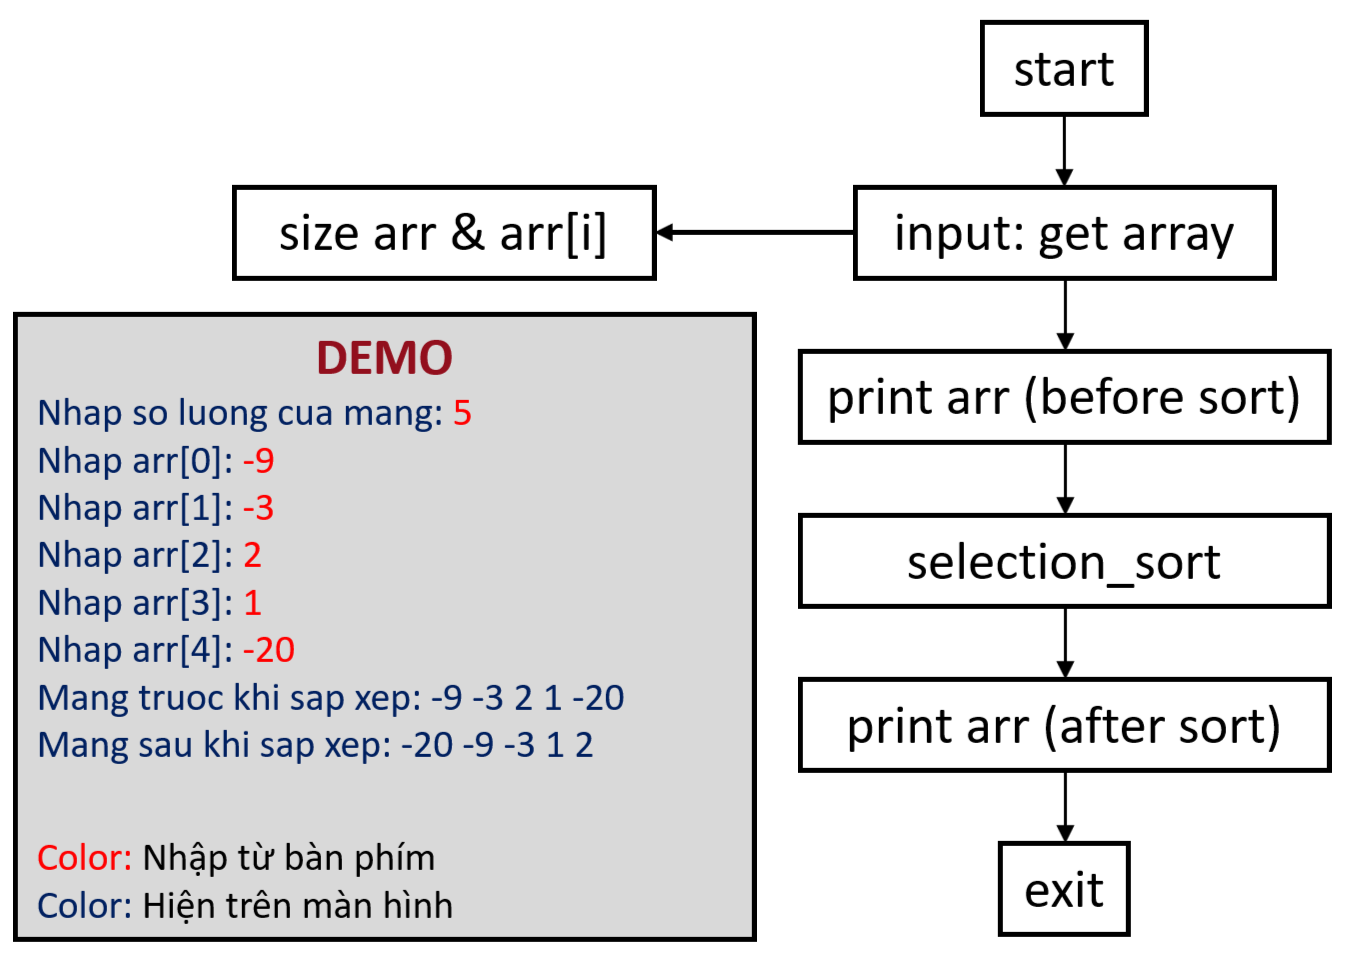 start
input: get array
size arr & arr[i]
print arr (before sort)
selection_sort
print arr (after sort)
exit
DEMO
Nhap so luong cua mang: 5
Nhap arr[0]: -9
Nhap arr[1]: -3
Nhap arr[2]: 2
Nhap arr[3]: 1
Nhap arr[4]: -20
Mang truoc khi sap xep: -9 -3 2 1 -20
Mang sau khi sap xep: -20 -9 -3 1 2
Color: Nhập từ bàn phím
Color: Hiện trên màn hình